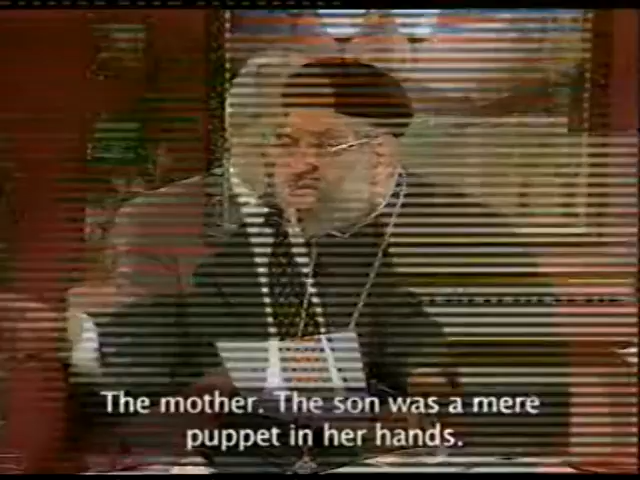 The mother. The son was a mere
puppet in her hands.